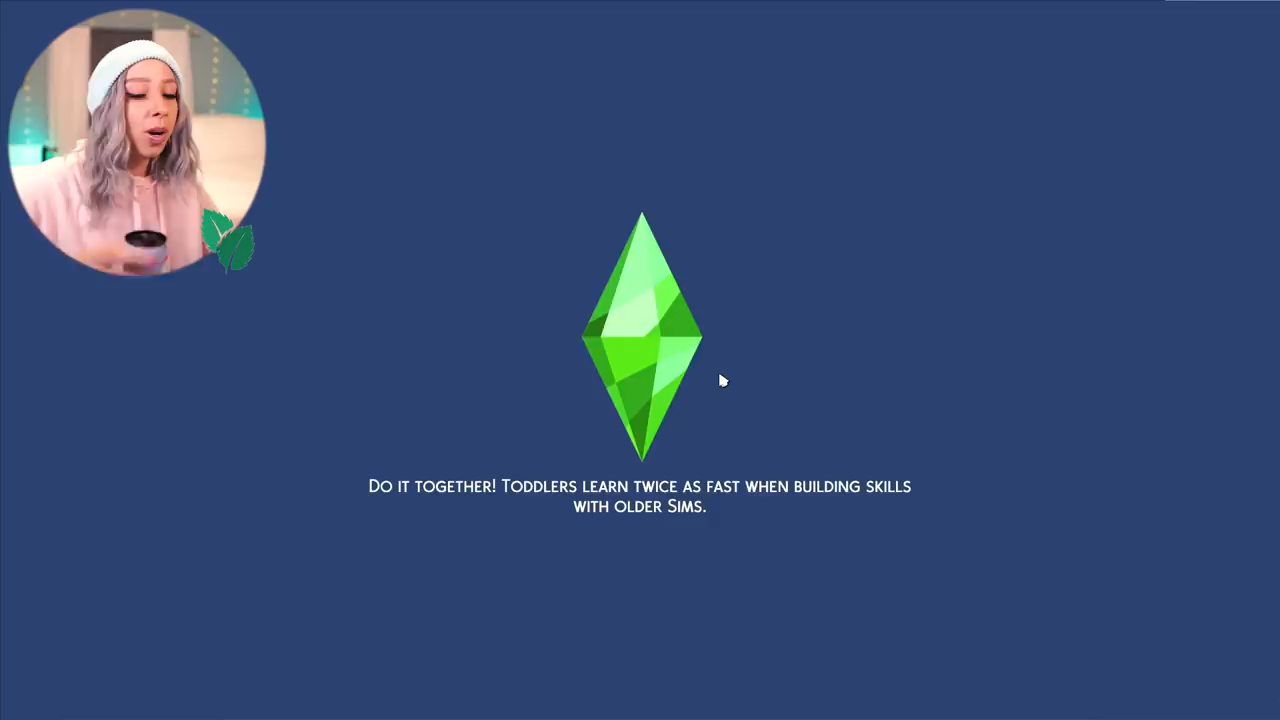 Do it together! Toddlers learn twice as fast when building skills
with older Sims.